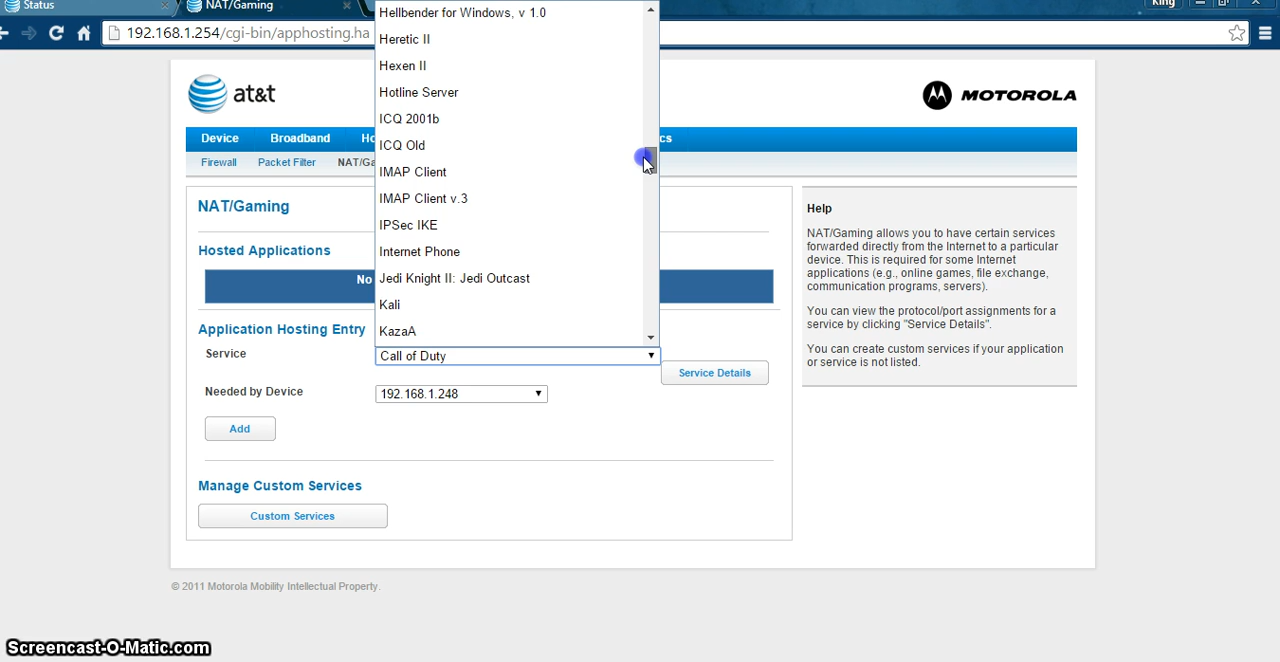 Status
NAT/Gaming
King
192.168.1.254/cgi-bin/apphosting.ha
at&t
MOTOROLA
Device
Broadband
Ho
cs
Firewall
Packet Filter
NAT/Ga
Hellbender for Windows, v 1.0
Heretic II
Hexen II
Hotline Server
ICQ 2001b
ICQ Old
IMAP Client
IMAP Client v.3
IPSec IKE
Internet Phone
Jedi Knight II: Jedi Outcast
Kali
KazaA
NAT/Gaming
Hosted Applications
No
Application Hosting Entry
Service
Call of Duty
Service Details
Needed by Device
192.168.1.248
Add
Manage Custom Services
Custom Services
Help
NAT/Gaming allows you to have certain services
forwarded directly from the Internet to a particular
device. This is required for some Internet
applications (e.g., online games, file exchange,
communication programs, servers).
You can view the protocol/port assignments for a
service by clicking "Service Details".
You can create custom services if your application
or service is not listed.
© 2011 Motorola Mobility Intellectual Property.
Screencast-O-Matic.com